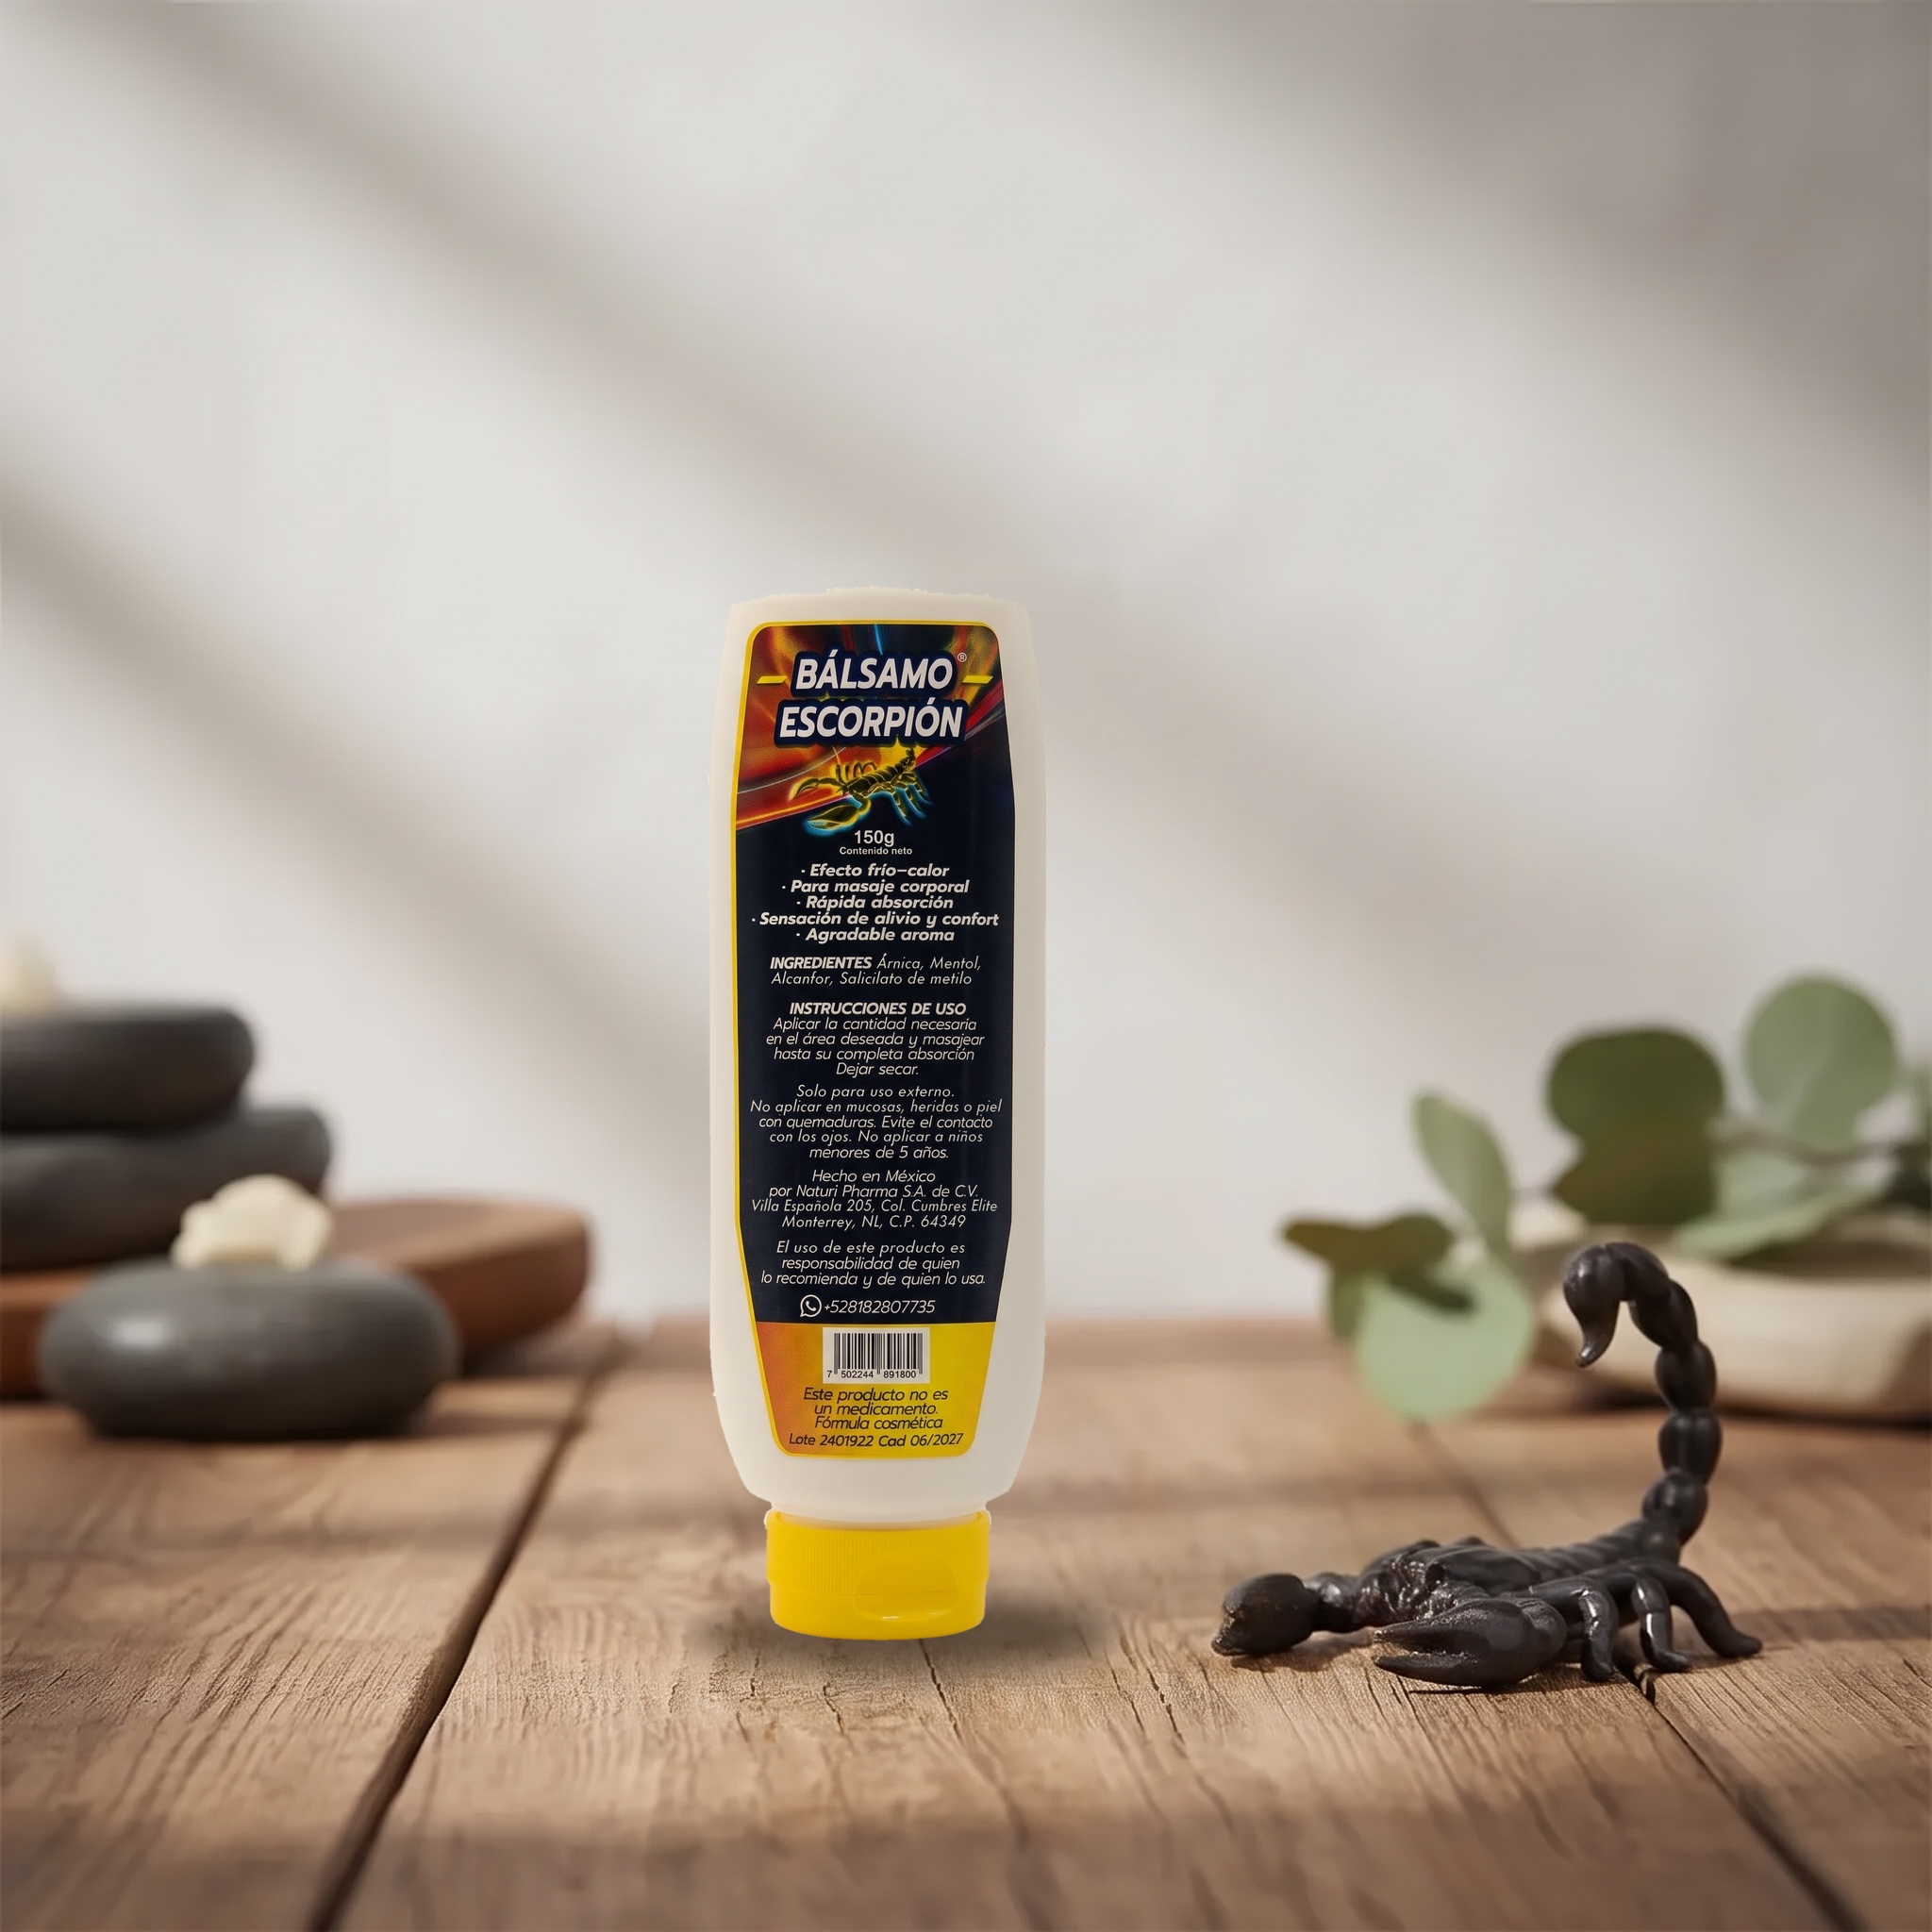 BÁLSAMO®
ESCORPIÓN
150g
Contenido neto
· Efecto frío-calor
· Para masaje corporal
· Rápida absorción
· Sensación de alivio y confort
· Agradable aroma
INGREDIENTES Árnica, Mentol,
Alcanfor, Salicilato de metilo
INSTRUCCIONES DE USO
Aplicar la cantidad necesaria
en el área deseada y masajear
hasta su completa absorción
Dejar secar.
Solo para uso externo.
No aplicar en mucosas, heridas o piel
con quemaduras. Evite el contacto
con los ojos. No aplicar a niños
menores de 5 años.
Hecho en México
por Naturi Pharma S.A. de C.V.
Villa Española 205, Col. Cumbres Elite
Monterrey, NL, C.P. 64349
El uso de este producto es
responsabilidad de quien
lo recomienda y de quien lo usa.
+528182807735
7 502244 891800
Este producto no es
un medicamento.
Fórmula cosmética
Lote 2401922 Cad 06/2027